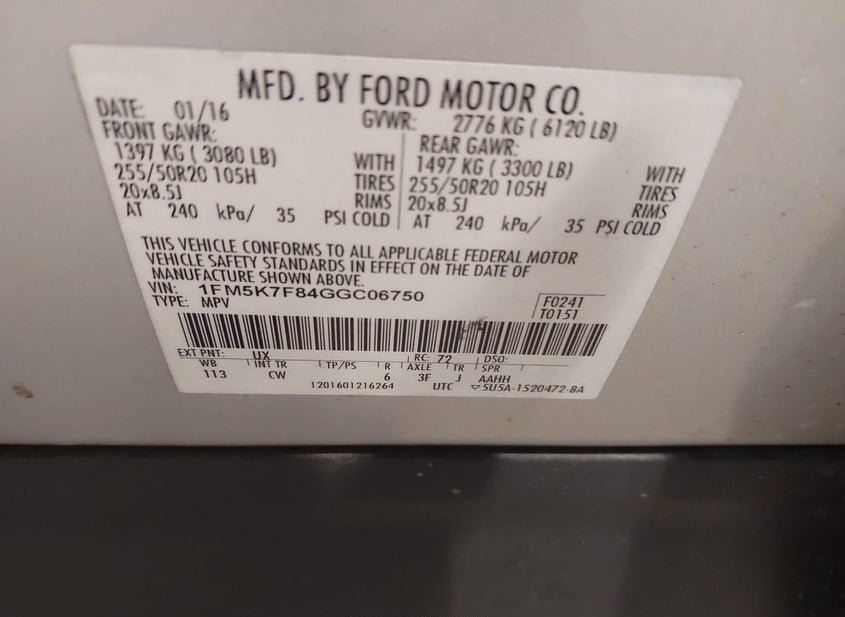 MFD. BY FORD MOTOR CO.
DATE: 01/16 GVWR: 2776 KG ( 6120 LB)
FRONT GAWR: REAR GAWR:
1397 KG ( 3080 LB) WITH 1497 KG ( 3300 LB) WITH
255/50R20 105H TIRES 255/50R20 105H TIRES
20x8.5J RIMS 20x8.5J RIMS
AT 240 kPa/ 35 PSI COLD AT 240 kPa/ 35 PSI COLD
THIS VEHICLE CONFORMS TO ALL APPLICABLE FEDERAL MOTOR
VEHICLE SAFETY STANDARDS IN EFFECT ON THE DATE OF
MANUFACTURE SHOWN ABOVE.
VIN: 1FM5K7F84GGC06750
TYPE: MPV
F0241
T0151
EXT PNT: UX RC: 72 DSO:
WB INT TR TP/PS R AXLE TR SPR
113 CW 6 3F J AAHH
1201601216264 UTC ▽5U5A-1520472-BA